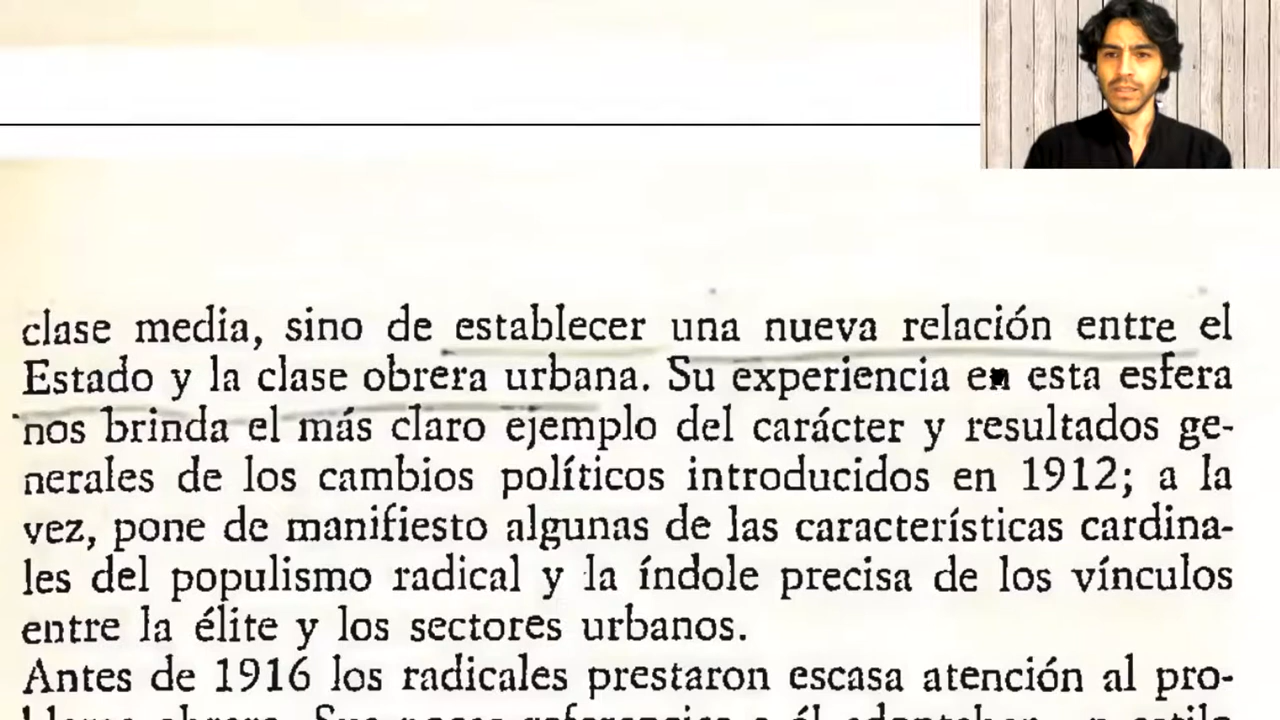 clase media, sino de establecer una nueva relación entre el
Estado y la clase obrera urbana. Su experiencia en esta esfera
nos brinda el más claro ejemplo del carácter y resultados ge-
nerales de los cambios políticos introducidos en 1912; a la
vez, pone de manifiesto algunas de las características cardina-
les del populismo radical y la índole precisa de los vínculos
entre la élite y los sectores urbanos.
Antes de 1916 los radicales prestaron escasa atención al pro-